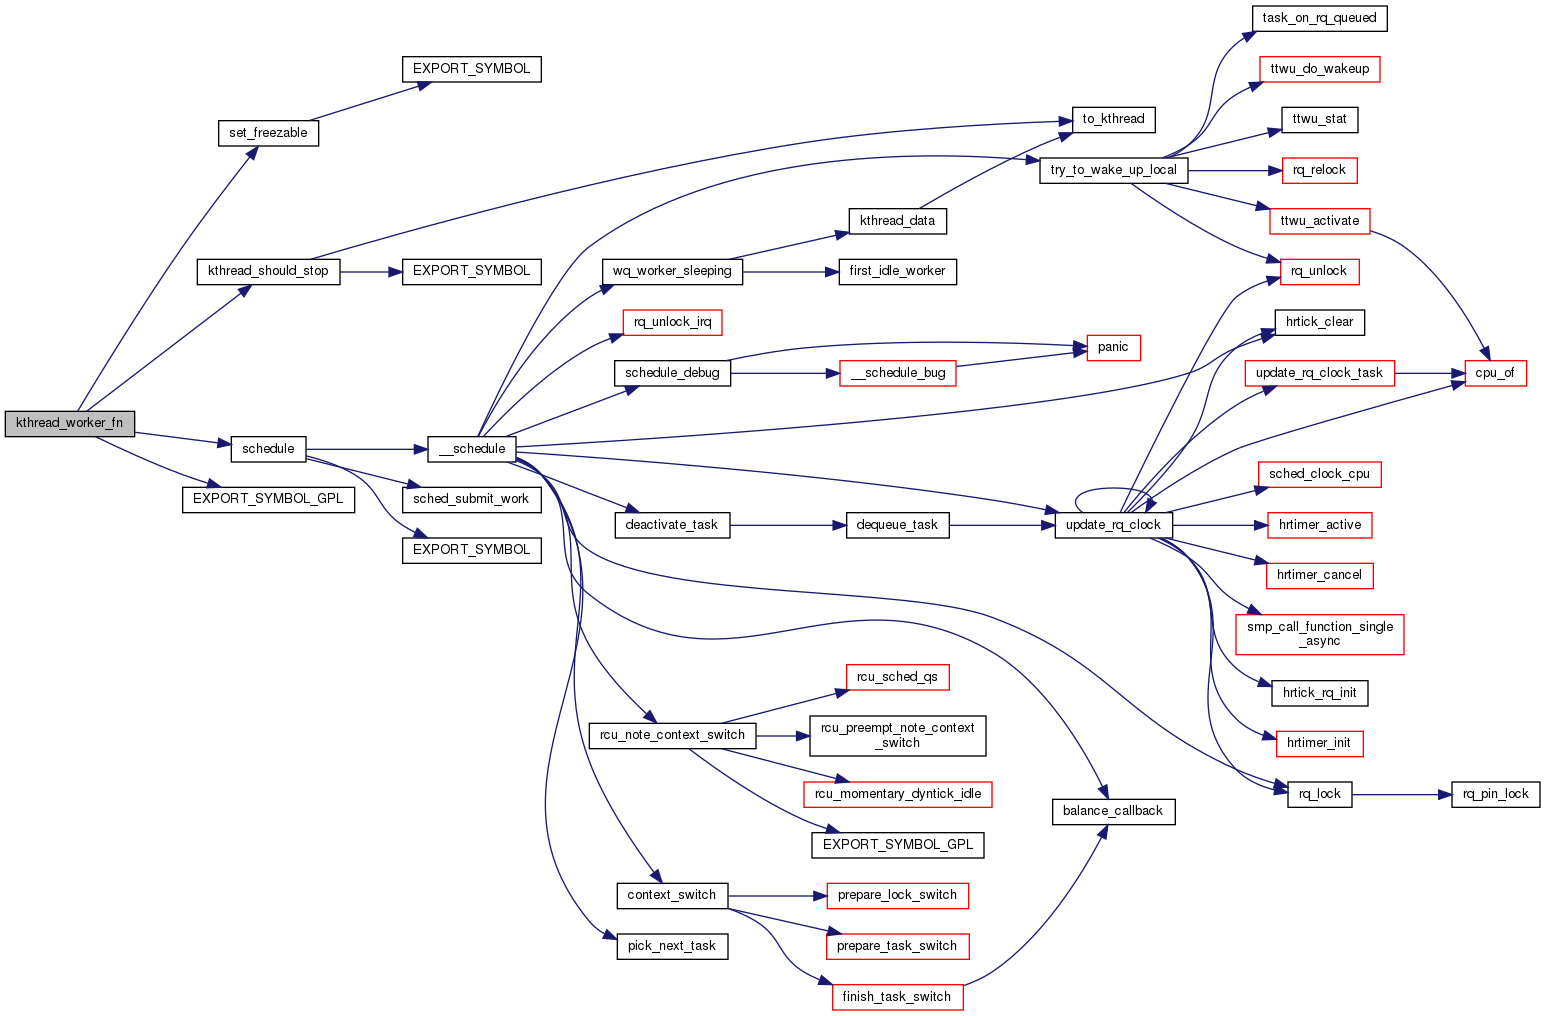 task_on_rq_queued
EXPORT_SYMBOL
ttwu_do_wakeup
to_kthread
ttwu_stat
set_freezable
try_to_wake_up_local
rq_relock
kthread_data
ttwu_activate
kthread_should_stop
EXPORT_SYMBOL
wq_worker_sleeping
first_idle_worker
rq_unlock
rq_unlock_irq
hrtick_clear
panic
schedule_debug
__schedule_bug
update_rq_clock_task
cpu_of
kthread_worker_fn
schedule
__schedule
sched_clock_cpu
EXPORT_SYMBOL_GPL
sched_submit_work
deactivate_task
dequeue_task
update_rq_clock
hrtimer_active
EXPORT_SYMBOL
hrtimer_cancel
smp_call_function_single
_async
rcu_sched_qs
hrtick_rq_init
rcu_note_context_switch
rcu_preempt_note_context
_switch
hrtimer_init
rcu_momentary_dyntick_idle
rq_lock
rq_pin_lock
balance_callback
EXPORT_SYMBOL_GPL
context_switch
prepare_lock_switch
pick_next_task
prepare_task_switch
finish_task_switch